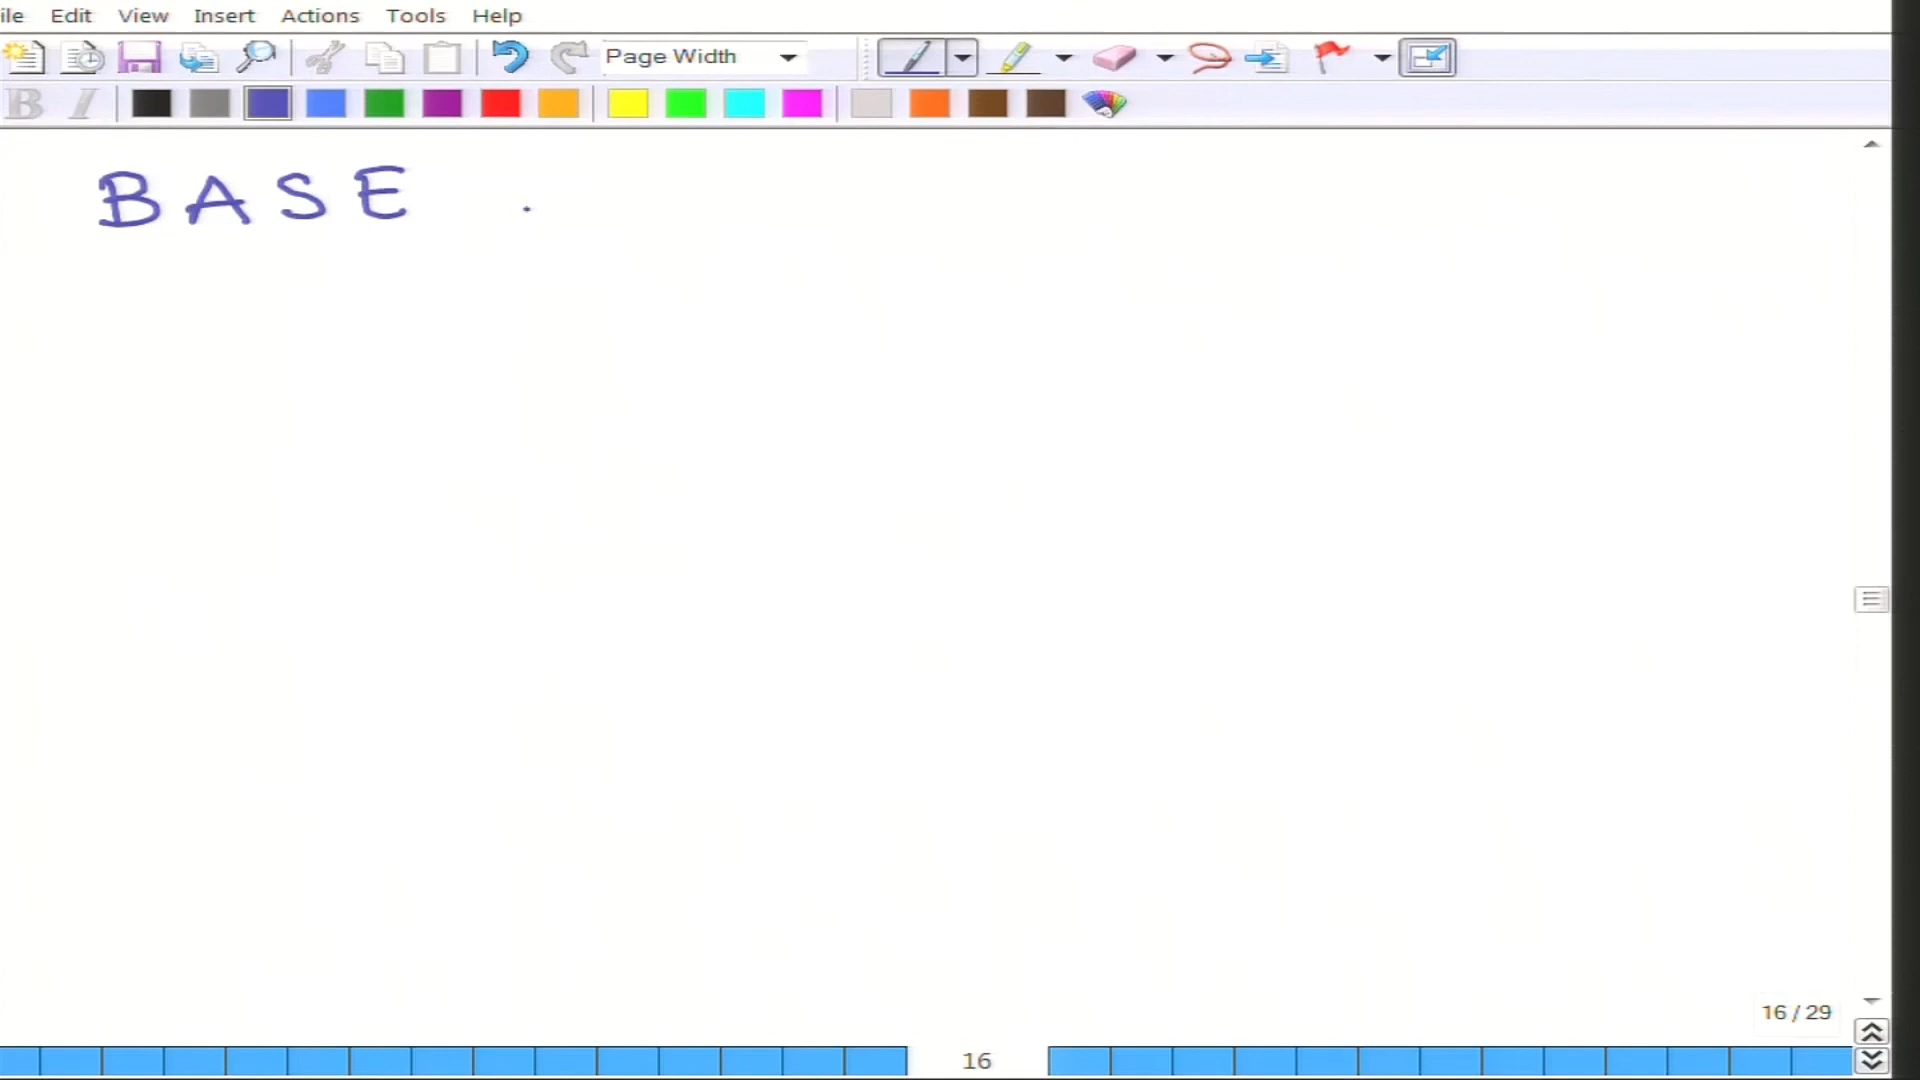 ile Edit View Insert Actions Tools Help
Page Width
B I
BASE .
16 / 29
16